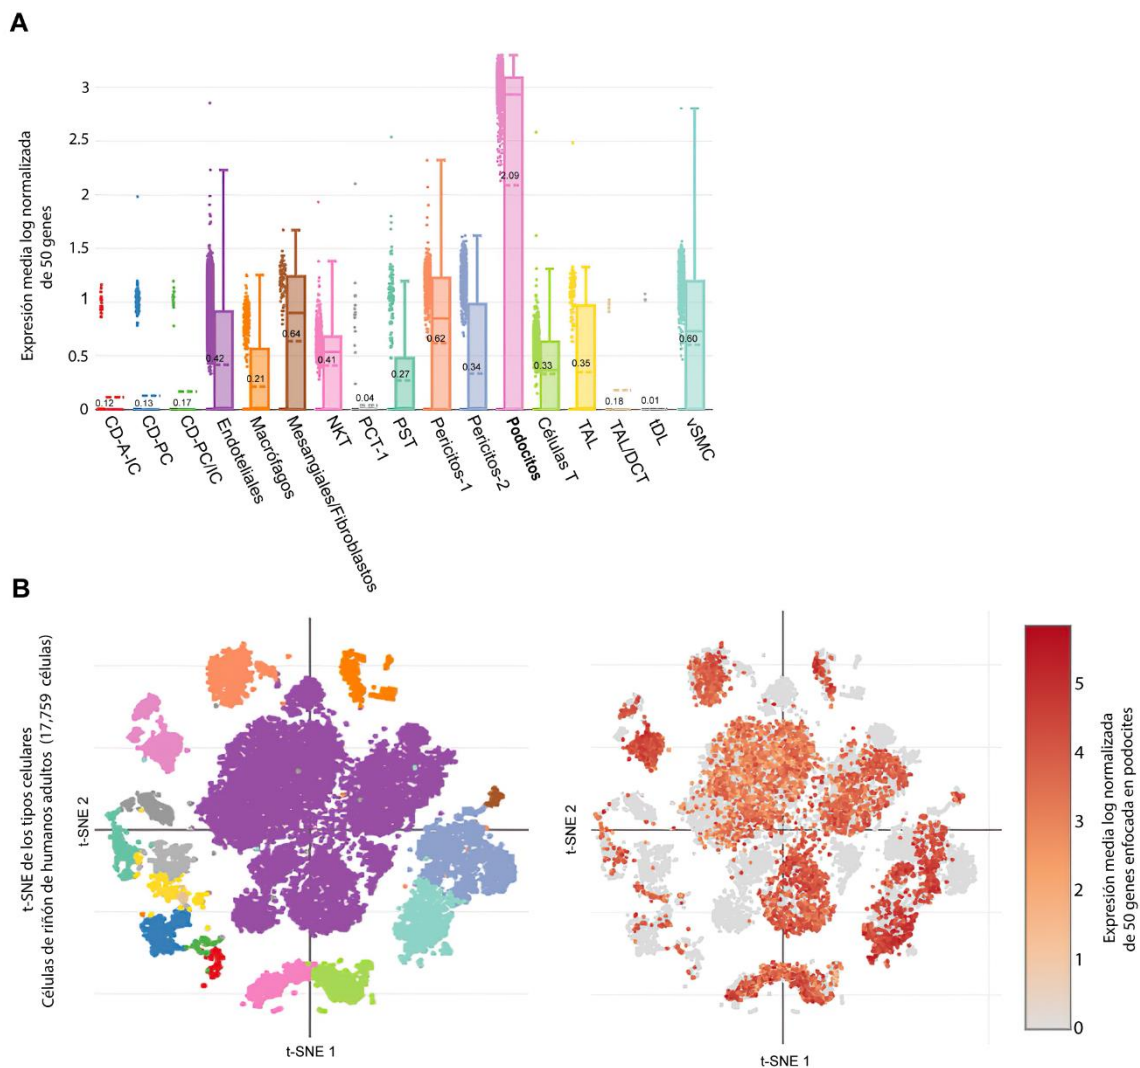 A
Expresión media log normalizada
de 50 genes
3
2.5
2
1.5
1
0.5
0
0.12
0.13
0.17
0.42
0.21
0.64
0.41
0.04
0.27
0.62
0.34
2.09
0.33
0.35
0.18
0.01
0.60
CD-A-IC
CD-PC
CD-PC/IC
Endoteliales
Macrófagos
Mesangiales/Fibroblastos
NKT
PCT-1
PST
Pericitos-1
Pericitos-2
Podocitos
Células T
TAL
TAL/DCT
tDL
vSMC
B
t-SNE de los tipos celulares
Células de riñón de humanos adultos (17,759 células)
t-SNE 2
t-SNE 1
t-SNE 2
t-SNE 1
5
4
3
2
1
0
Expresión media log normalizada
de 50 genes enfocada en podocites